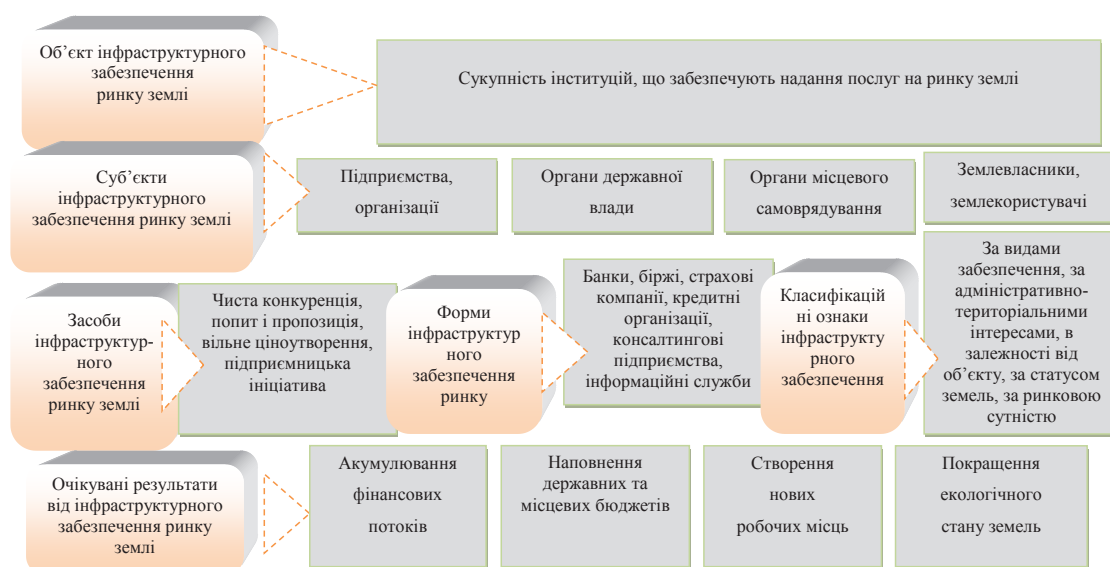 Об’єкт інфраструктурного
забезпечення
ринку землі
Сукупність інституцій, що забезпечують надання послуг на ринку землі
Суб’єкти
інфраструктурного
забезпечення ринку землі
Підприємства,
організації
Органи державної
влади
Органи місцевого
самоврядування
Землевласники,
землекористувачі
Засоби
інфраструктур-
ного
забезпечення
ринку землі
Чиста конкуренція,
попит і пропозиція,
вільне ціноутворення,
підприємницька
ініціатива
Форми
інфраструктур
ного
забезпечення
ринку
Банки, біржі, страхові
компанії, кредитні
організації,
консалтингові
підприємства,
інформаційні служби
Класифікацій
ні ознаки
інфраструкту
рного
забезпечення
За видами
забезпечення, за
адміністративно-
територіальними
інтересами, в
залежності від
об’єкту, за статусом
земель, за ринковою
сутністю
Очікувані результати
від інфраструктурного
забезпечення ринку
землі
Акумулювання
фінансових
потоків
Наповнення
державних та
місцевих бюджетів
Створення
нових
робочих місць
Покращення
екологічного
стану земель